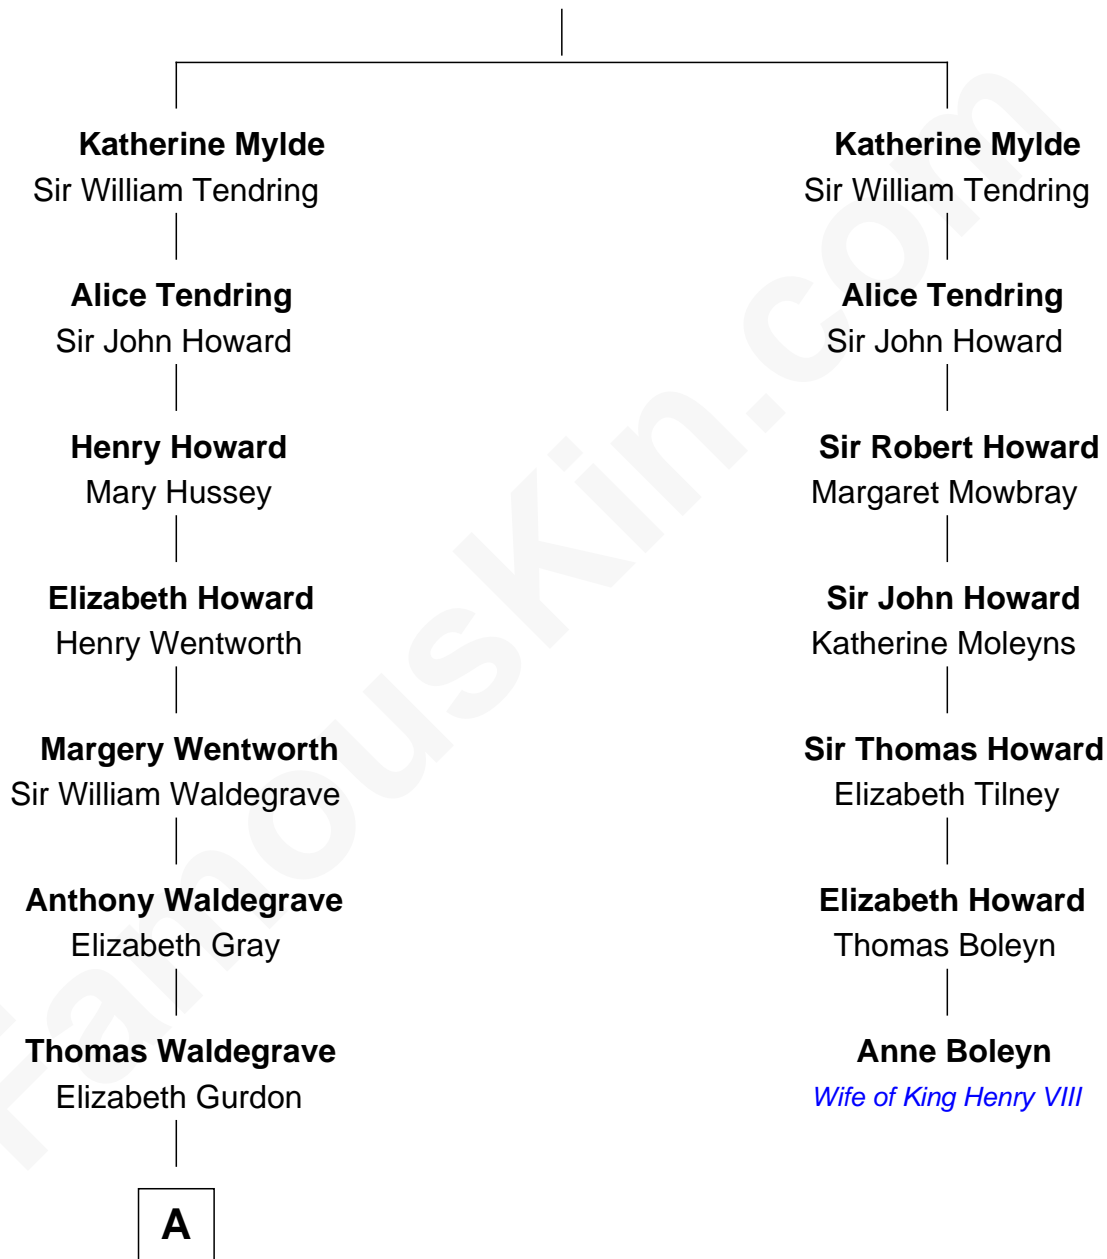 Katherine Mylde
Sir William Tendring
Alice Tendring
Sir John Howard
Henry Howard
Mary Hussey
Elizabeth Howard
Henry Wentworth
Margery Wentworth
Sir William Waldegrave
Anthony Waldegrave
Elizabeth Gray
Thomas Waldegrave
Elizabeth Gurdon
A
Katherine Mylde
Sir William Tendring
Alice Tendring
Sir John Howard
Sir Robert Howard
Margaret Mowbray
Sir John Howard
Katherine Moleyns
Sir Thomas Howard
Elizabeth Tilney
Elizabeth Howard
Thomas Boleyn
Anne Boleyn
Wife of King Henry VIII
FamousKin.com